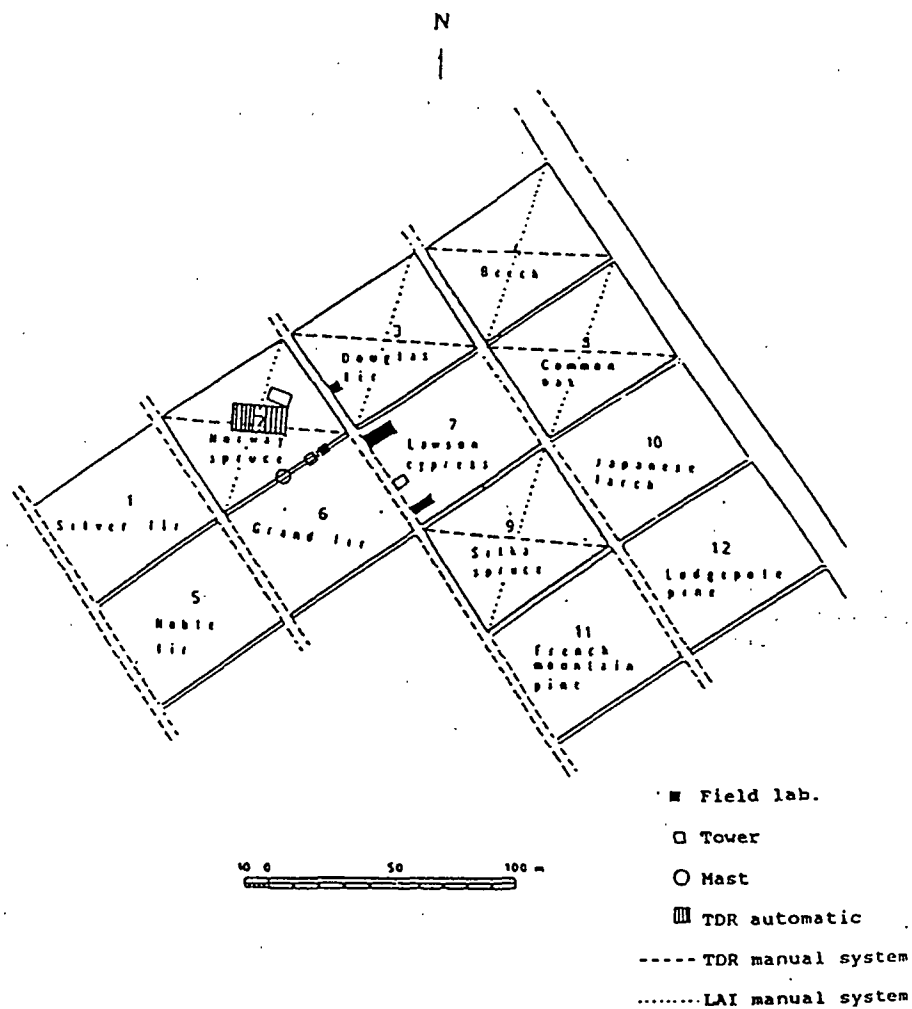 N
Beech
3
Douglas
fir
Common
oak
2
Norway
spruce
7
Lawson
cypress
10
Japanese
larch
1
Silver fir
6
Grand fir
9
Sitka
spruce
12
Lodgepole
pine
5
Noble
fir
11
French
mountain
pine
10 0 50 100 m
Field lab.
Tower
Mast
TDR automatic
TDR manual system
LAI manual system